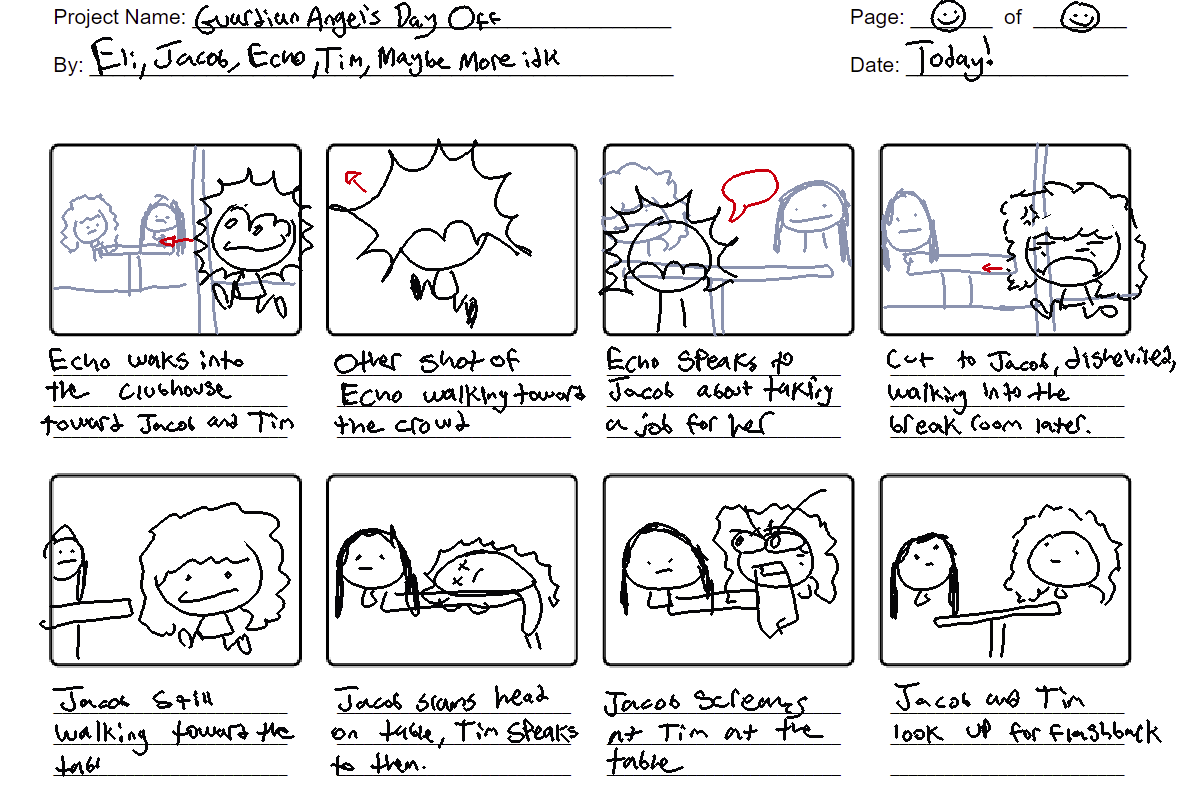 Project Name: Guardian Angel's Day Off
Page: of
By: Eli, Jacob, Echo, Tim, Maybe More idk
Date: Today!
Echo waks into
the clubhouse
toward Jacob and Tim
Other shot of
Echo walking toward
the crowd
Echo speaks to
Jacob about taking
a job for her
Cut to Jacob, dishevired,
walking into the
break room later.
Jacob still
walking toward the
tabl
Jacob slams head
on table, Tim speaks
to them.
Jacob screams
at Tim at the
table
Jacob and Tim
look up for flashback